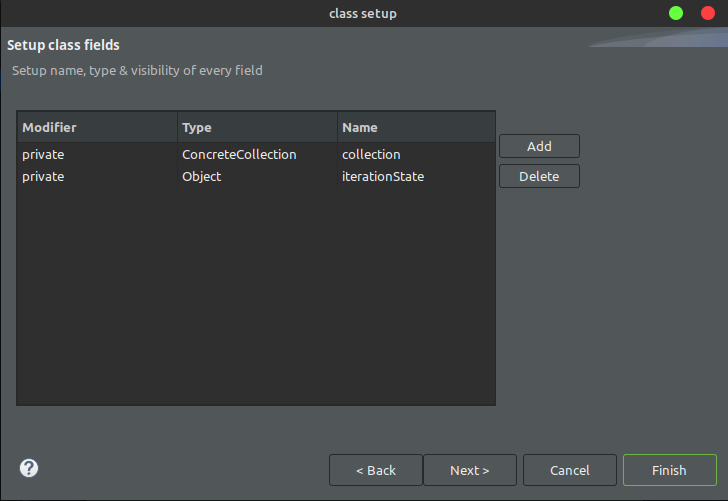 class setup
Setup class fields
Setup name, type & visibility of every field
Modifier Type Name
private ConcreteCollection collection
private Object iterationState
Add
Delete
? < Back Next > Cancel Finish